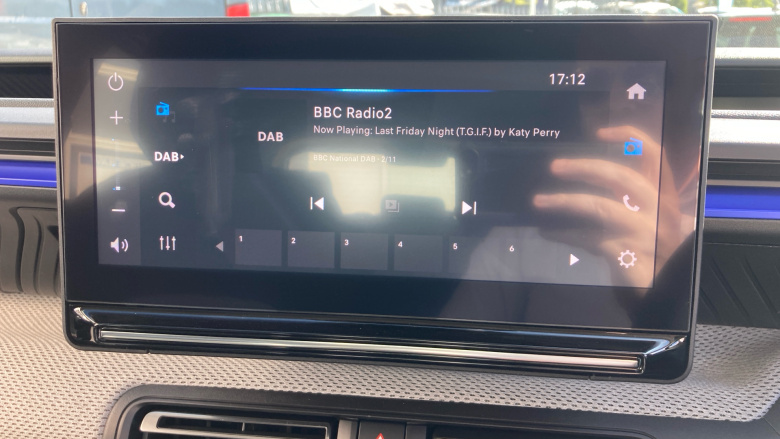 17:12
BBC Radio2
Now Playing: Last Friday Night (T.G.I.F.) by Katy Perry
DAB
DAB
BBC National DAB - 2/11
1 2 3 4 5 6